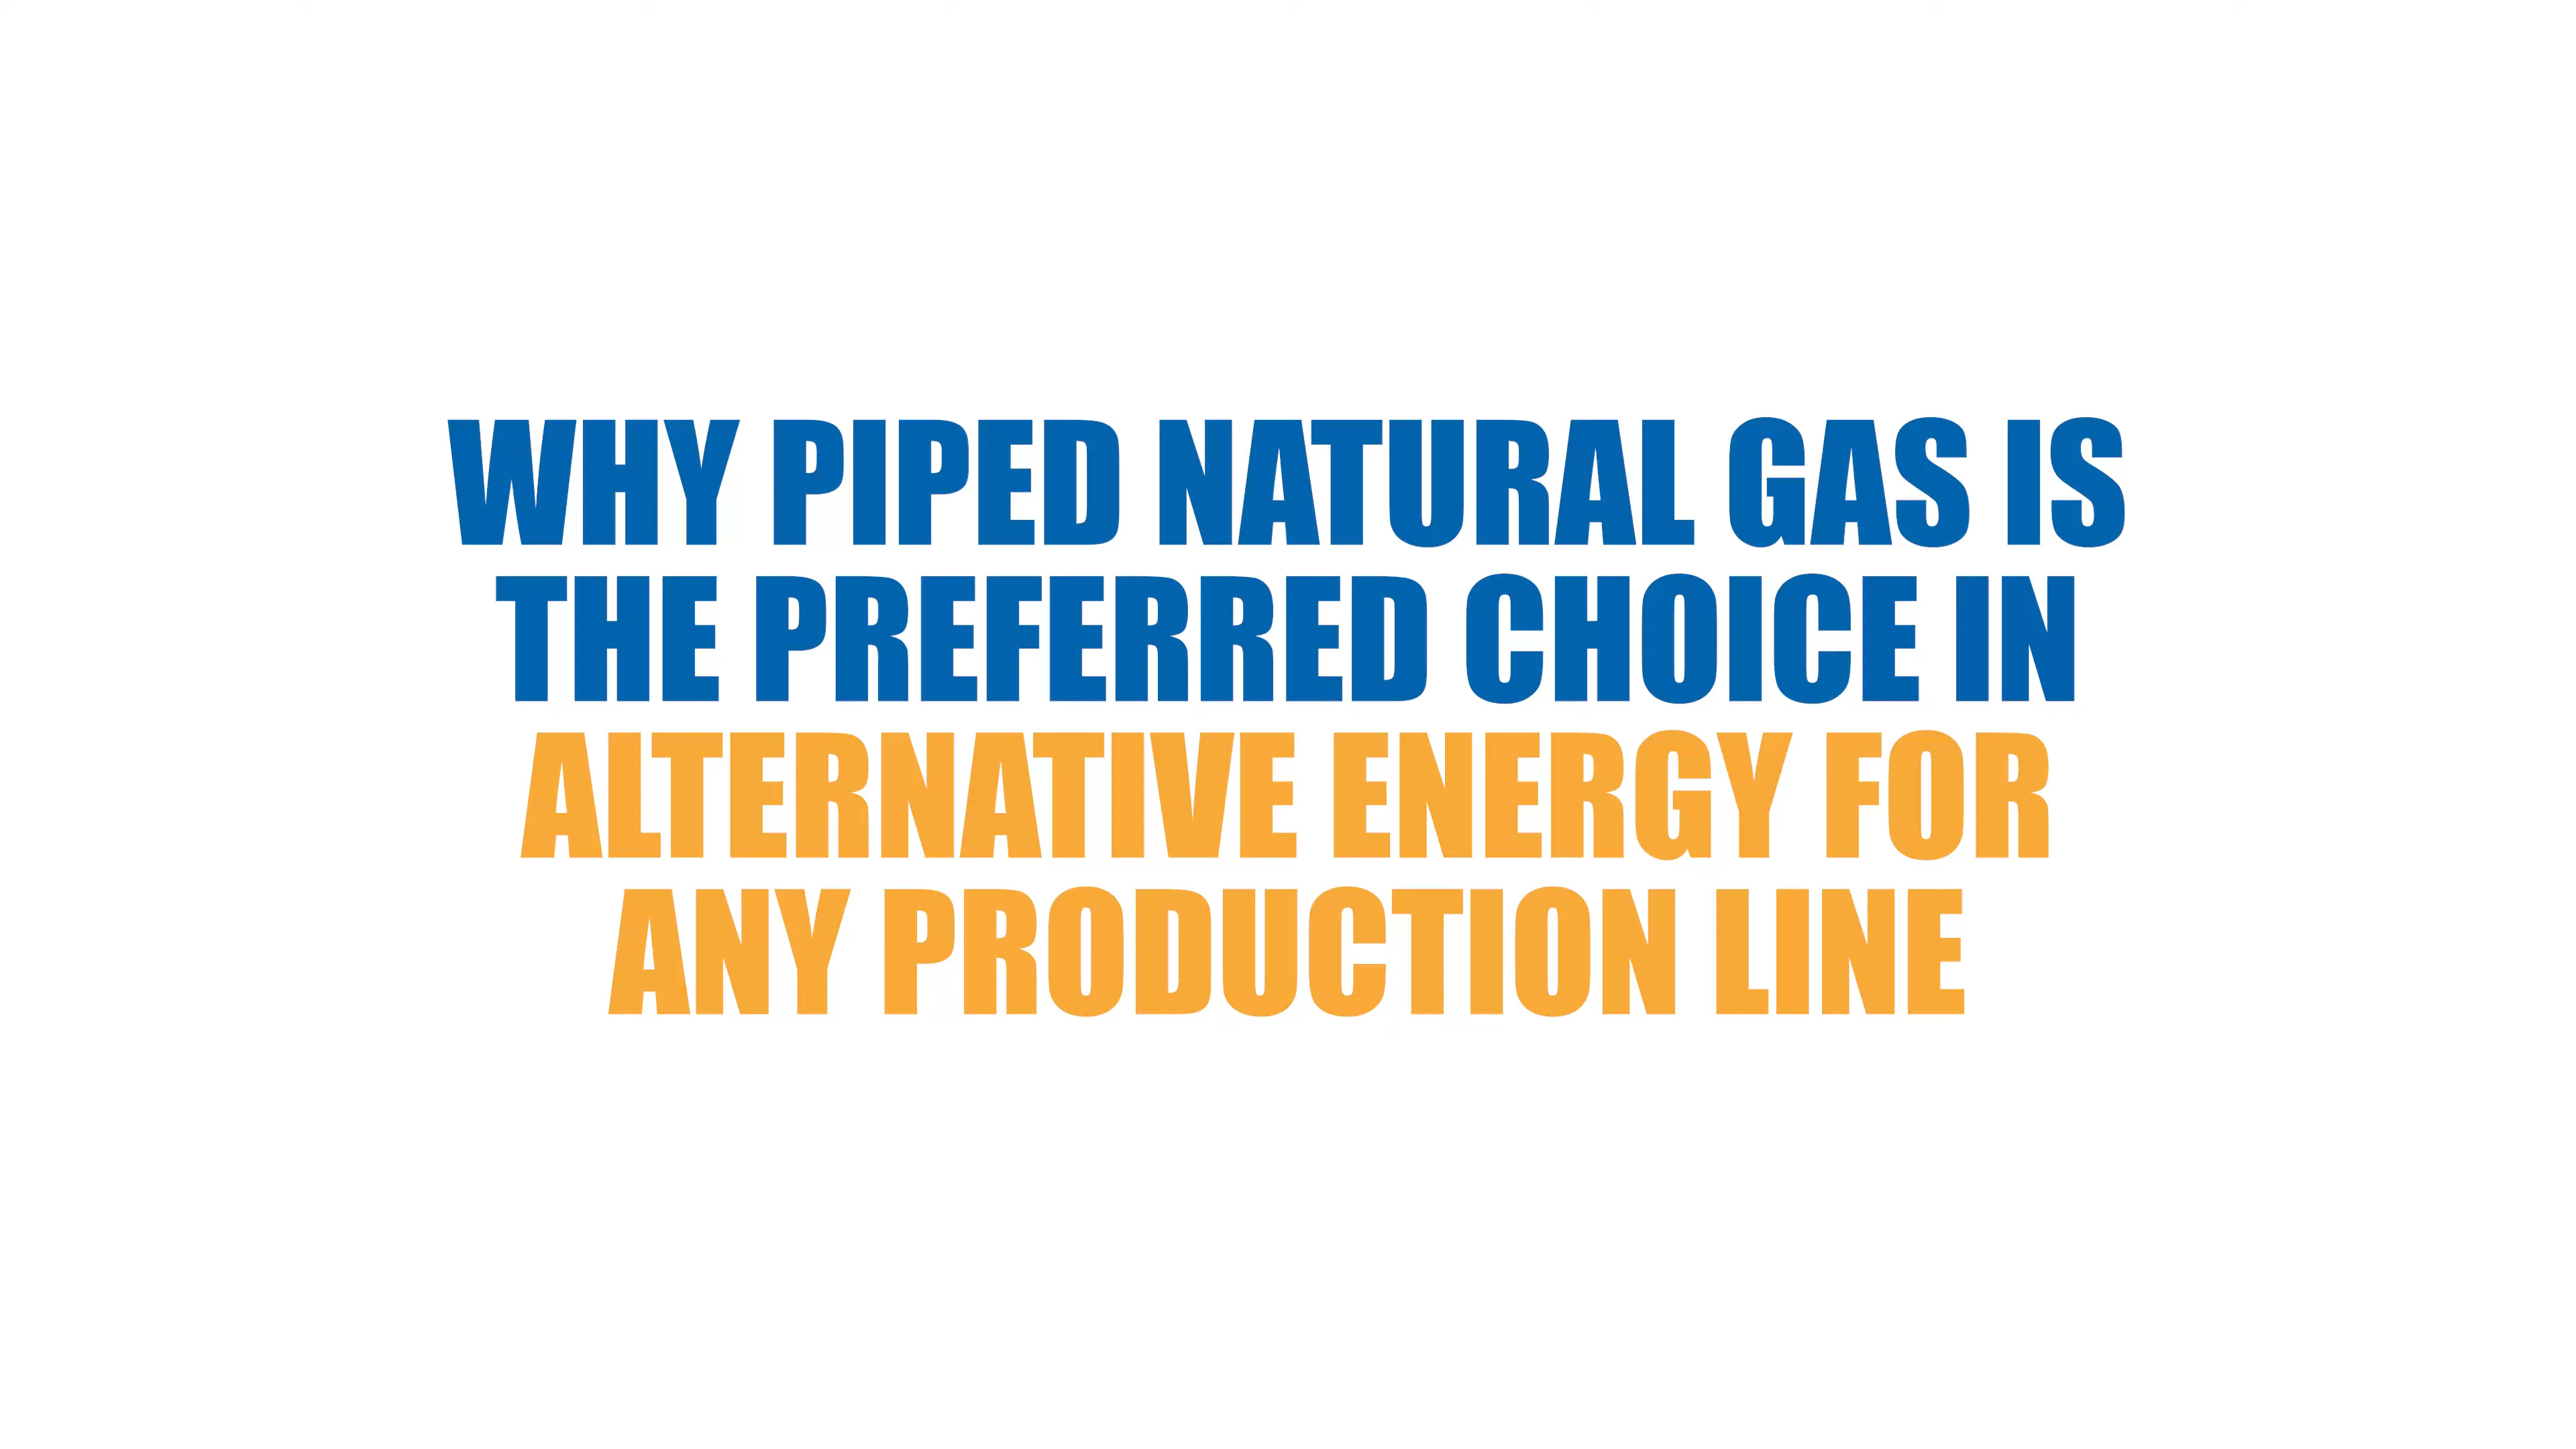 WHY PIPED NATURAL GAS IS
THE PREFERRED CHOICE IN
ALTERNATIVE ENERGY FOR
ANY PRODUCTION LINE